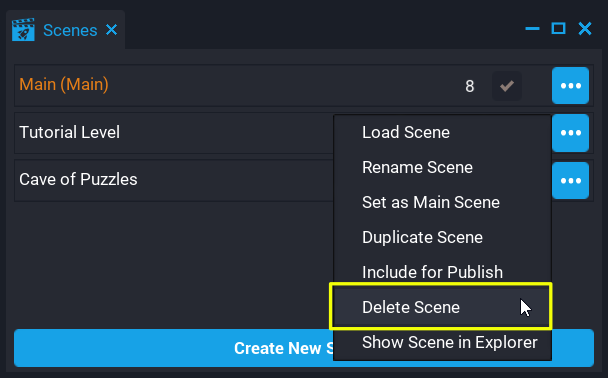 Scenes
Main (Main) 8
Tutorial Level
Cave of Puzzles
Load Scene
Rename Scene
Set as Main Scene
Duplicate Scene
Include for Publish
Delete Scene
Show Scene in Explorer
Create New